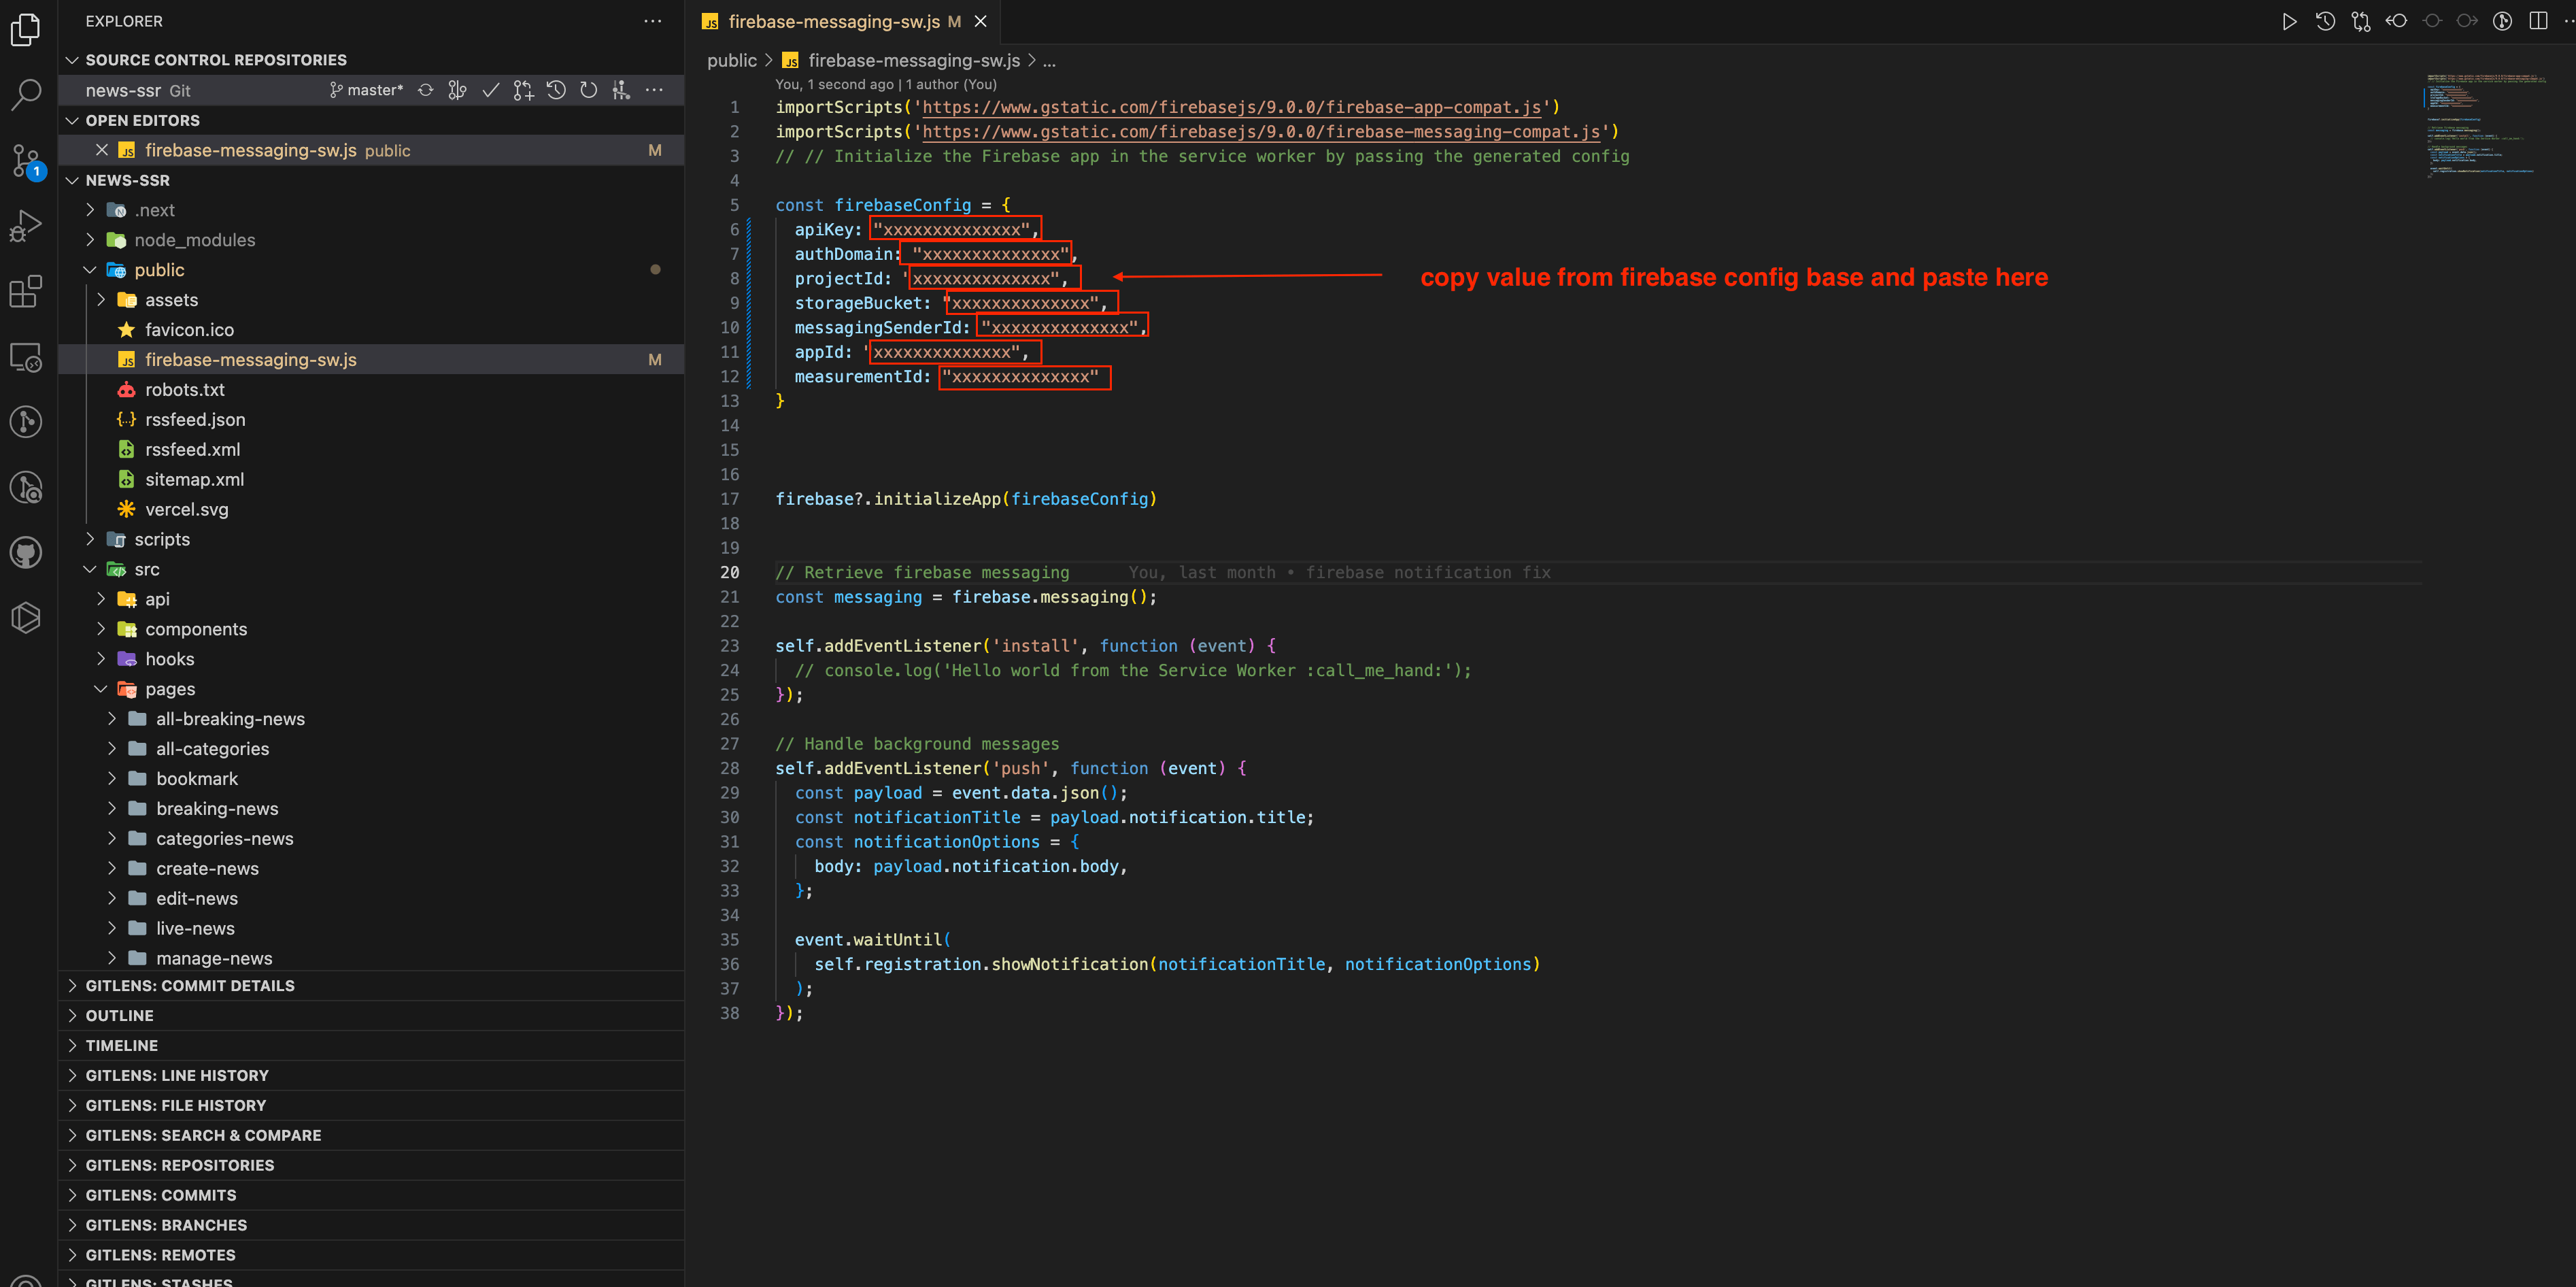 EXPLORER
SOURCE CONTROL REPOSITORIES
news-ssr Git master*
OPEN EDITORS
firebase-messaging-sw.js public M
NEWS-SSR
.next
node_modules
public
assets
favicon.ico
firebase-messaging-sw.js M
robots.txt
rssfeed.json
rssfeed.xml
sitemap.xml
vercel.svg
scripts
src
api
components
hooks
pages
all-breaking-news
all-categories
bookmark
breaking-news
categories-news
create-news
edit-news
live-news
manage-news
GITLENS: COMMIT DETAILS
OUTLINE
TIMELINE
GITLENS: LINE HISTORY
GITLENS: FILE HISTORY
GITLENS: SEARCH & COMPARE
GITLENS: REPOSITORIES
GITLENS: COMMITS
GITLENS: BRANCHES
GITLENS: REMOTES
GITLENS: STASHES
1
JS firebase-messaging-sw.js M
public > JS firebase-messaging-sw.js > ...
You, 1 second ago | 1 author (You)
1 importScripts('https://www.gstatic.com/firebasejs/9.0.0/firebase-app-compat.js')
2 importScripts('https://www.gstatic.com/firebasejs/9.0.0/firebase-messaging-compat.js')
3 // // Initialize the Firebase app in the service worker by passing the generated config
4
5 const firebaseConfig = {
6 apiKey: "xxxxxxxxxxxxxx",
7 authDomain: "xxxxxxxxxxxxxx",
8 projectId: "xxxxxxxxxxxxxx",
9 storageBucket: "xxxxxxxxxxxxxx",
10 messagingSenderId: "xxxxxxxxxxxxxx",
11 appId: "xxxxxxxxxxxxxx",
12 measurementId: "xxxxxxxxxxxxxx"
13 }
14
15
16
17 firebase?.initializeApp(firebaseConfig)
18
19
20 // Retrieve firebase messaging You, last month • firebase notification fix
21 const messaging = firebase.messaging();
22
23 self.addEventListener('install', function (event) {
24 // console.log('Hello world from the Service Worker :call_me_hand:');
25 });
26
27 // Handle background messages
28 self.addEventListener('push', function (event) {
29 const payload = event.data.json();
30 const notificationTitle = payload.notification.title;
31 const notificationOptions = {
32 body: payload.notification.body,
33 };
34
35 event.waitUntil(
36 self.registration.showNotification(notificationTitle, notificationOptions)
37 );
38 });
copy value from firebase config base and paste here